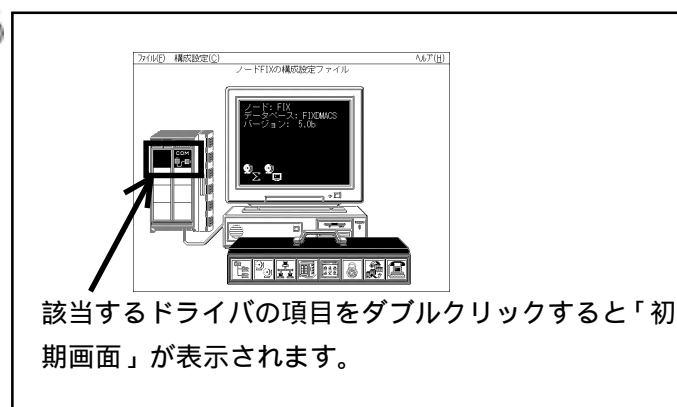 ファイル(F) 構成設定(C) ヘルプ(H)
ノードFIXの構成設定ファイル
ノード: FIX
データベース: FIXDMACS
バージョン: 5.0b
COM
該当するドライバの項目をダブルクリックすると「初
期画面」が表示されます。